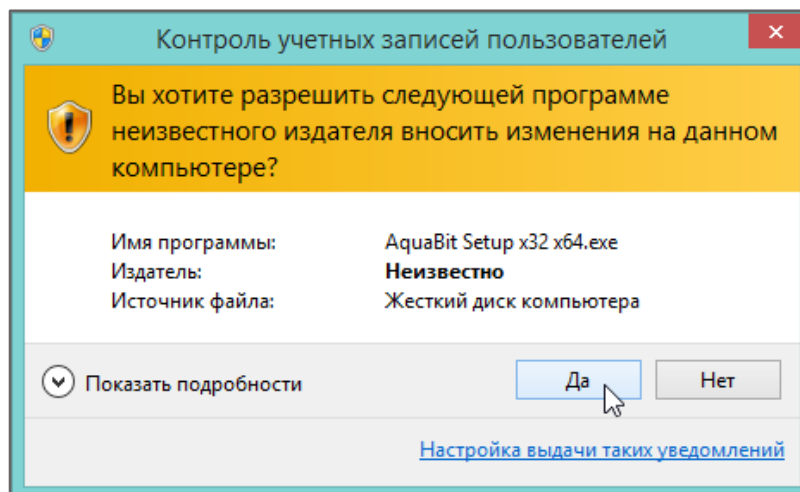 Контроль учетных записей пользователей
Вы хотите разрешить следующей программе
неизвестного издателя вносить изменения на данном
компьютере?
Имя программы: AquaBit Setup x32 x64.exe
Издатель: Неизвестно
Источник файла: Жесткий диск компьютера
Показать подробности Да Нет
Настройка выдачи таких уведомлений